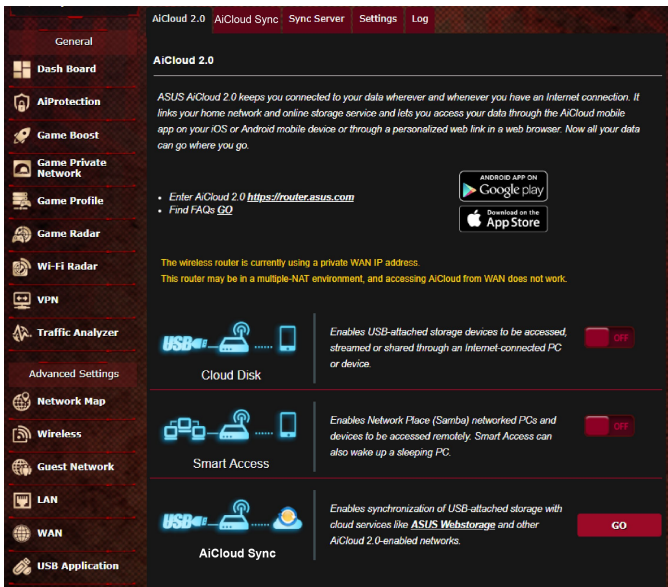 AiCloud 2.0
AiCloud Sync
Sync Server
Settings
Log
General
Dash Board
AiProtection
Game Boost
Game Private
Network
Game Profile
Game Radar
Wi-Fi Radar
VPN
Traffic Analyzer
Advanced Settings
Network Map
Wireless
Guest Network
LAN
WAN
USB Application
AiCloud 2.0
ASUS AiCloud 2.0 keeps you connected to your data wherever and whenever you have an Internet connection. It
links your home network and online storage service and lets you access your data through the AiCloud mobile
app on your iOS or Android mobile device or through a personalized web link in a web browser. Now all your data
can go where you go.
• Enter AiCloud 2.0 https://router.asus.com
• Find FAQs GO
ANDROID APP ON
Google play
Download on the
App Store
The wireless router is currently using a private WAN IP address.
This router may be in a multiple-NAT environment, and accessing AiCloud from WAN does not work.
USB
Cloud Disk
Enables USB-attached storage devices to be accessed,
streamed or shared through an Internet-connected PC
or device.
OFF
Smart Access
Enables Network Place (Samba) networked PCs and
devices to be accessed remotely. Smart Access can
also wake up a sleeping PC.
OFF
USB
AiCloud Sync
Enables synchronization of USB-attached storage with
cloud services like ASUS Webstorage and other
AiCloud 2.0-enabled networks.
GO